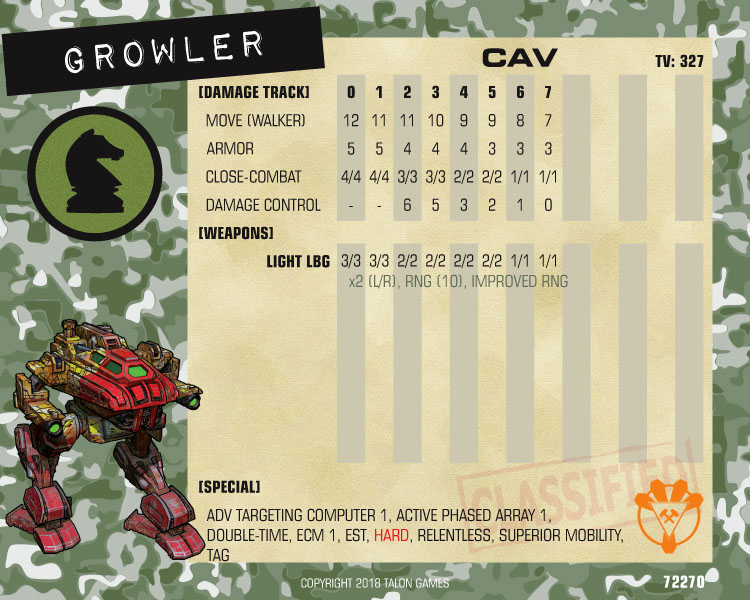 GROWLER
CAV
TV: 327
[DAMAGE TRACK] 0 1 2 3 4 5 6 7
MOVE (WALKER) 12 11 11 10 9 9 8 7
ARMOR 5 5 4 4 4 3 3 3
CLOSE-COMBAT 4/4 4/4 3/3 3/3 2/2 2/2 1/1 1/1
DAMAGE CONTROL - - 6 5 3 2 1 0
[WEAPONS]
LIGHT LBG 3/3 3/3 2/2 2/2 2/2 2/2 1/1 1/1
x2 (L/R), RNG (10), IMPROVED RNG
[SPECIAL]
CLASSIFIED
ADV TARGETING COMPUTER 1, ACTIVE PHASED ARRAY 1,
DOUBLE-TIME, ECM 1, EST, HARD, RELENTLESS, SUPERIOR MOBILITY,
TAG
COPYRIGHT 2018 TALON GAMES
72270